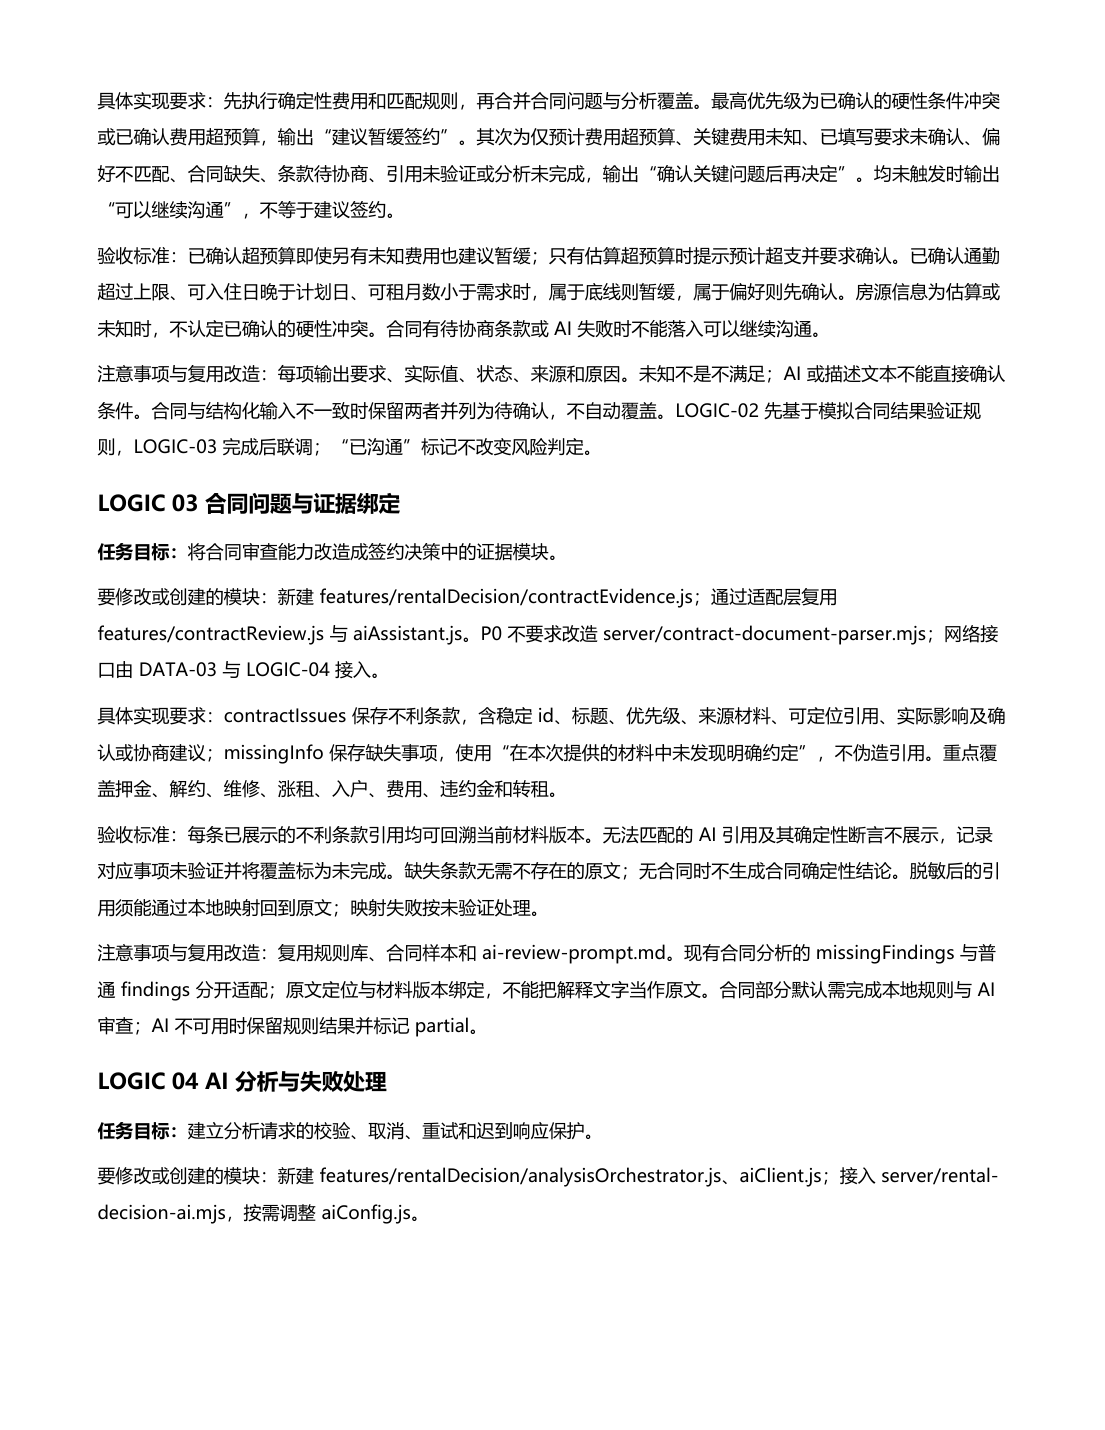 具体实现要求：先执行确定性费用和匹配规则，再合并合同问题与分析覆盖。最高优先级为已确认的硬性条件冲突
或已确认费用超预算，输出“建议暂缓签约”。其次为仅预计费用超预算、关键费用未知、已填写要求未确认、偏
好不匹配、合同缺失、条款待协商、引用未验证或分析未完成，输出“确认关键问题后再决定”。均未触发时输出
“可以继续沟通”，不等于建议签约。
验收标准：已确认超预算即使另有未知费用也建议暂缓；只有估算超预算时提示预计超支并要求确认。已确认通勤
超过上限、可入住日晚于计划日、可租月数小于需求时，属于底线则暂缓，属于偏好则先确认。房源信息为估算或
未知时，不认定已确认的硬性冲突。合同有待协商条款或 AI 失败时不能落入可以继续沟通。
注意事项与复用改造：每项输出要求、实际值、状态、来源和原因。未知不是不满足；AI 或描述文本不能直接确认
条件。合同与结构化输入不一致时保留两者并列为待确认，不自动覆盖。LOGIC-02 先基于模拟合同结果验证规
则，LOGIC-03 完成后联调；“已沟通”标记不改变风险判定。
LOGIC 03 合同问题与证据绑定
任务目标：将合同审查能力改造成签约决策中的证据模块。
要修改或创建的模块：新建 features/rentalDecision/contractEvidence.js；通过适配层复用
features/contractReview.js 与 aiAssistant.js。P0 不要求改造 server/contract-document-parser.mjs；网络接
口由 DATA-03 与 LOGIC-04 接入。
具体实现要求：contractIssues 保存不利条款，含稳定 id、标题、优先级、来源材料、可定位引用、实际影响及确
认或协商建议；missingInfo 保存缺失事项，使用“在本次提供的材料中未发现明确约定”，不伪造引用。重点覆
盖押金、解约、维修、涨租、入户、费用、违约金和转租。
验收标准：每条已展示的不利条款引用均可回溯当前材料版本。无法匹配的 AI 引用及其确定性断言不展示，记录
对应事项未验证并将覆盖标为未完成。缺失条款无需不存在的原文；无合同时不生成合同确定性结论。脱敏后的引
用须能通过本地映射回到原文；映射失败按未验证处理。
注意事项与复用改造：复用规则库、合同样本和 ai-review-prompt.md。现有合同分析的 missingFindings 与普
通 findings 分开适配；原文定位与材料版本绑定，不能把解释文字当作原文。合同部分默认需完成本地规则与 AI
审查；AI 不可用时保留规则结果并标记 partial。
LOGIC 04 AI 分析与失败处理
任务目标：建立分析请求的校验、取消、重试和迟到响应保护。
要修改或创建的模块：新建 features/rentalDecision/analysisOrchestrator.js、aiClient.js；接入 server/rental-
decision-ai.mjs，按需调整 aiConfig.js。